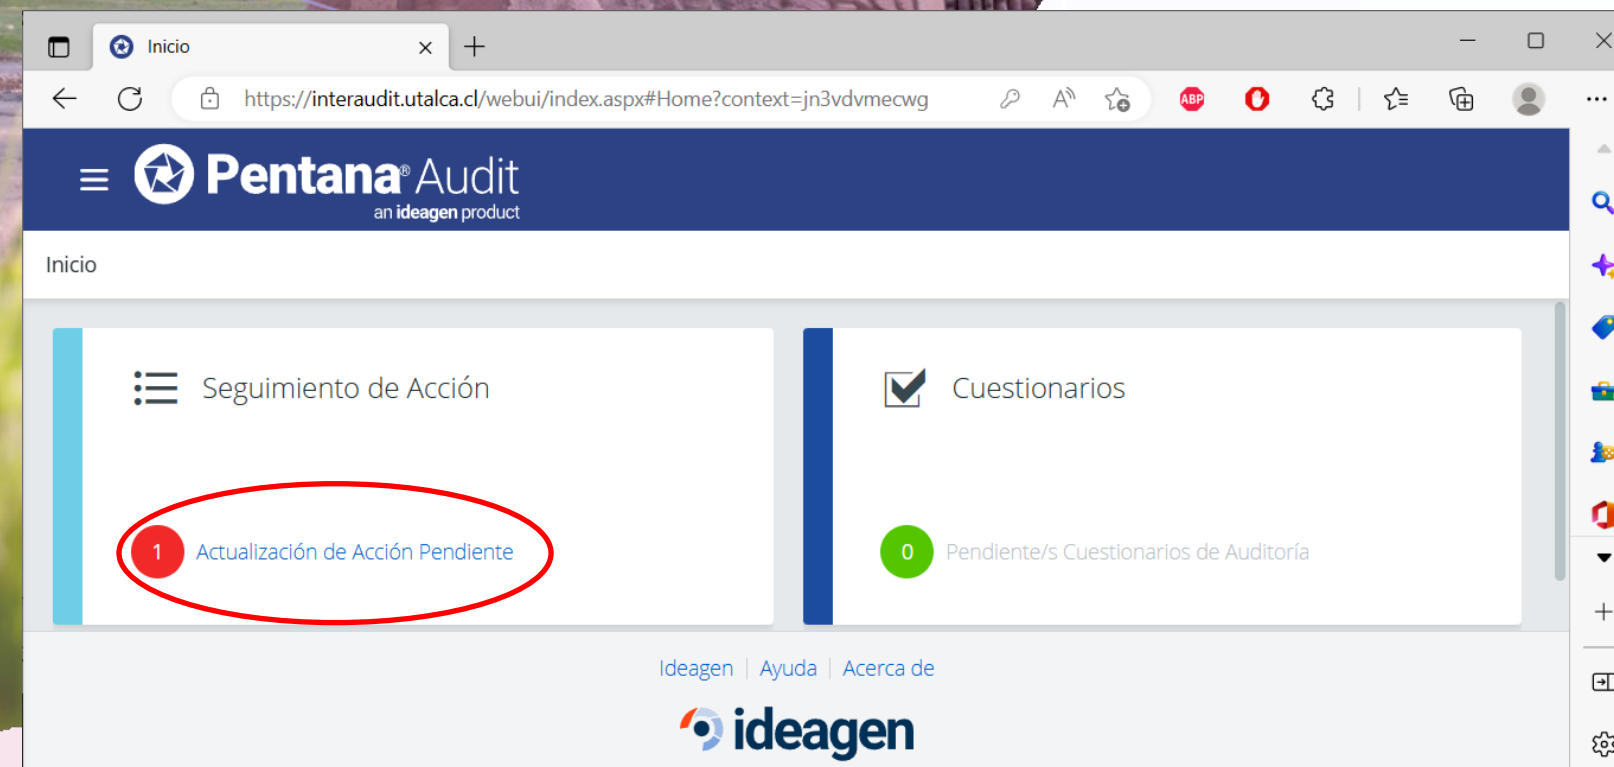 Inicio
https://interaudit.utalca.cl/webui/index.aspx#Home?context=jn3vdvmecwg
ABP
Pentana® Audit
an ideagen product
Inicio
Seguimiento de Acción
Cuestionarios
1 Actualización de Acción Pendiente
0 Pendiente/s Cuestionarios de Auditoría
Ideagen | Ayuda | Acerca de
ideagen